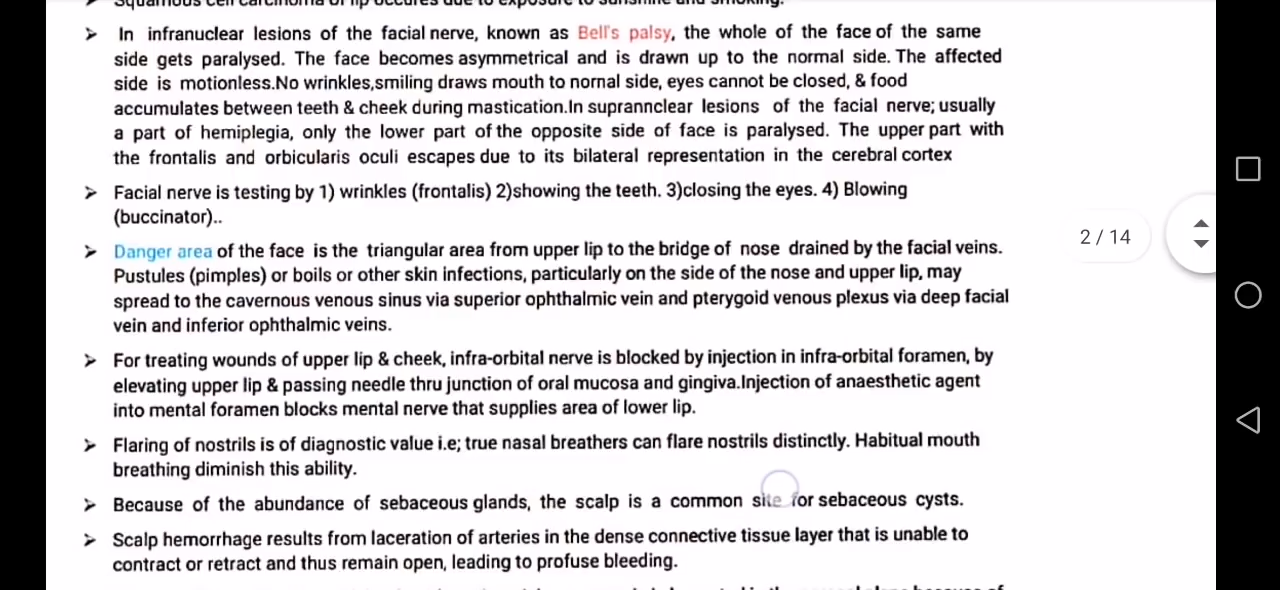 Squamous cell carcinoma of lip occures due to exposure to sunshine and smoking.
➤ In infranuclear lesions of the facial nerve, known as Bell's palsy, the whole of the face of the same
side gets paralysed. The face becomes asymmetrical and is drawn up to the normal side. The affected
side is motionless.No wrinkles,smiling draws mouth to nornal side, eyes cannot be closed, & food
accumulates between teeth & cheek during mastication.In suprannclear lesions of the facial nerve; usually
a part of hemiplegia, only the lower part of the opposite side of face is paralysed. The upper part with
the frontalis and orbicularis oculi escapes due to its bilateral representation in the cerebral cortex
➤ Facial nerve is testing by 1) wrinkles (frontalis) 2)showing the teeth. 3)closing the eyes. 4) Blowing
(buccinator)..
2 / 14
➤ Danger area of the face is the triangular area from upper lip to the bridge of nose drained by the facial veins.
Pustules (pimples) or boils or other skin infections, particularly on the side of the nose and upper lip, may
spread to the cavernous venous sinus via superior ophthalmic vein and pterygoid venous plexus via deep facial
vein and inferior ophthalmic veins.
➤ For treating wounds of upper lip & cheek, infra-orbital nerve is blocked by injection in infra-orbital foramen, by
elevating upper lip & passing needle thru junction of oral mucosa and gingiva.Injection of anaesthetic agent
into mental foramen blocks mental nerve that supplies area of lower lip.
➤ Flaring of nostrils is of diagnostic value i.e; true nasal breathers can flare nostrils distinctly. Habitual mouth
breathing diminish this ability.
➤ Because of the abundance of sebaceous glands, the scalp is a common site for sebaceous cysts.
➤ Scalp hemorrhage results from laceration of arteries in the dense connective tissue layer that is unable to
contract or retract and thus remain open, leading to profuse bleeding.